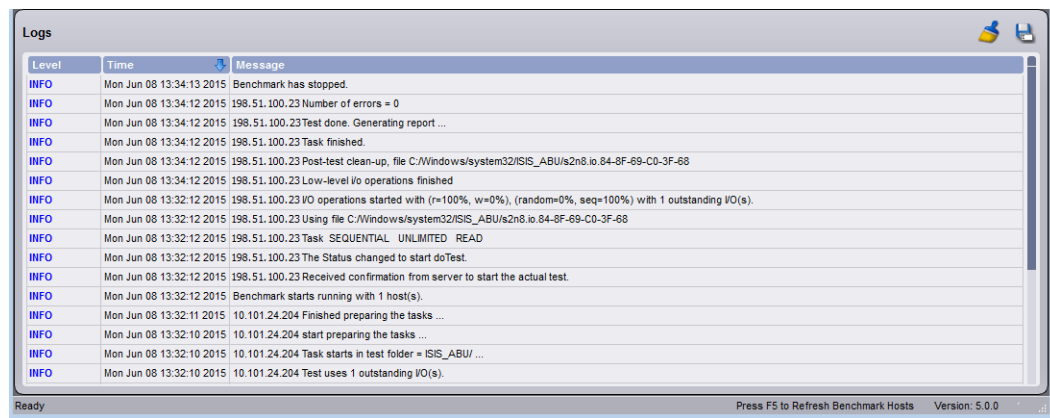 Logs
Level Time Message
INFO Mon Jun 08 13:34:13 2015 Benchmark has stopped.
INFO Mon Jun 08 13:34:12 2015 198.51.100.23 Number of errors = 0
INFO Mon Jun 08 13:34:12 2015 198.51.100.23 Test done. Generating report ...
INFO Mon Jun 08 13:34:12 2015 198.51.100.23 Task finished.
INFO Mon Jun 08 13:34:12 2015 198.51.100.23 Post-test clean-up, file C:/Windows/system32/ISIS_ABU/s2n8.io.84-8F-69-C0-3F-68
INFO Mon Jun 08 13:34:12 2015 198.51.100.23 Low-level i/o operations finished
INFO Mon Jun 08 13:32:12 2015 198.51.100.23 I/O operations started with (r=100%, w=0%), (random=0%, seq=100%) with 1 outstanding I/O(s).
INFO Mon Jun 08 13:32:12 2015 198.51.100.23 Using file C:/Windows/system32/ISIS_ABU/s2n8.io.84-8F-69-C0-3F-68
INFO Mon Jun 08 13:32:12 2015 198.51.100.23 Task SEQUENTIAL UNLIMITED READ
INFO Mon Jun 08 13:32:12 2015 198.51.100.23 The Status changed to start doTest.
INFO Mon Jun 08 13:32:12 2015 198.51.100.23 Received confirmation from server to start the actual test.
INFO Mon Jun 08 13:32:12 2015 Benchmark starts running with 1 host(s).
INFO Mon Jun 08 13:32:11 2015 10.101.24.204 Finished preparing the tasks ...
INFO Mon Jun 08 13:32:10 2015 10.101.24.204 start preparing the tasks ...
INFO Mon Jun 08 13:32:10 2015 10.101.24.204 Task starts in test folder = ISIS_ABU/ ...
INFO Mon Jun 08 13:32:10 2015 10.101.24.204 Test uses 1 outstanding I/O(s).
Ready Press F5 to Refresh Benchmark Hosts Version: 5.0.0